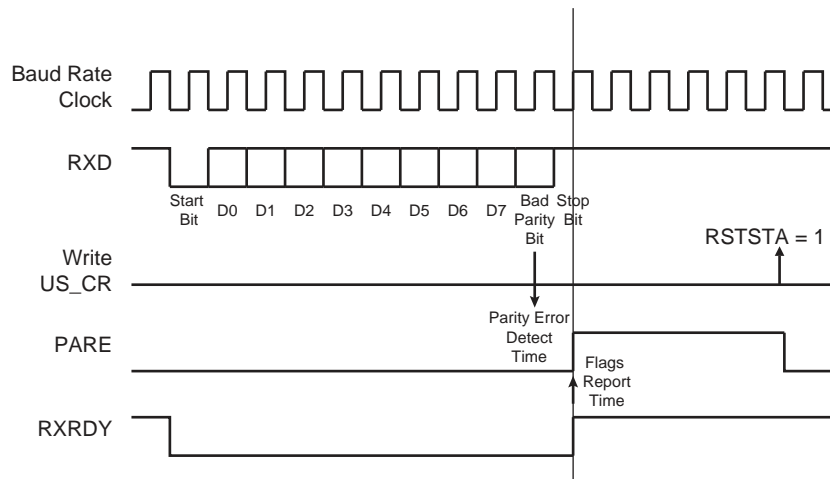 Baud Rate
Clock
RXD
Start
Bit
D0
D1
D2
D3
D4
D5
D6
D7
Bad
Parity
Bit
Stop
Bit
Write
US_CR
RSTSTA = 1
Parity Error
Detect
Time
PARE
Flags
Report
Time
RXRDY